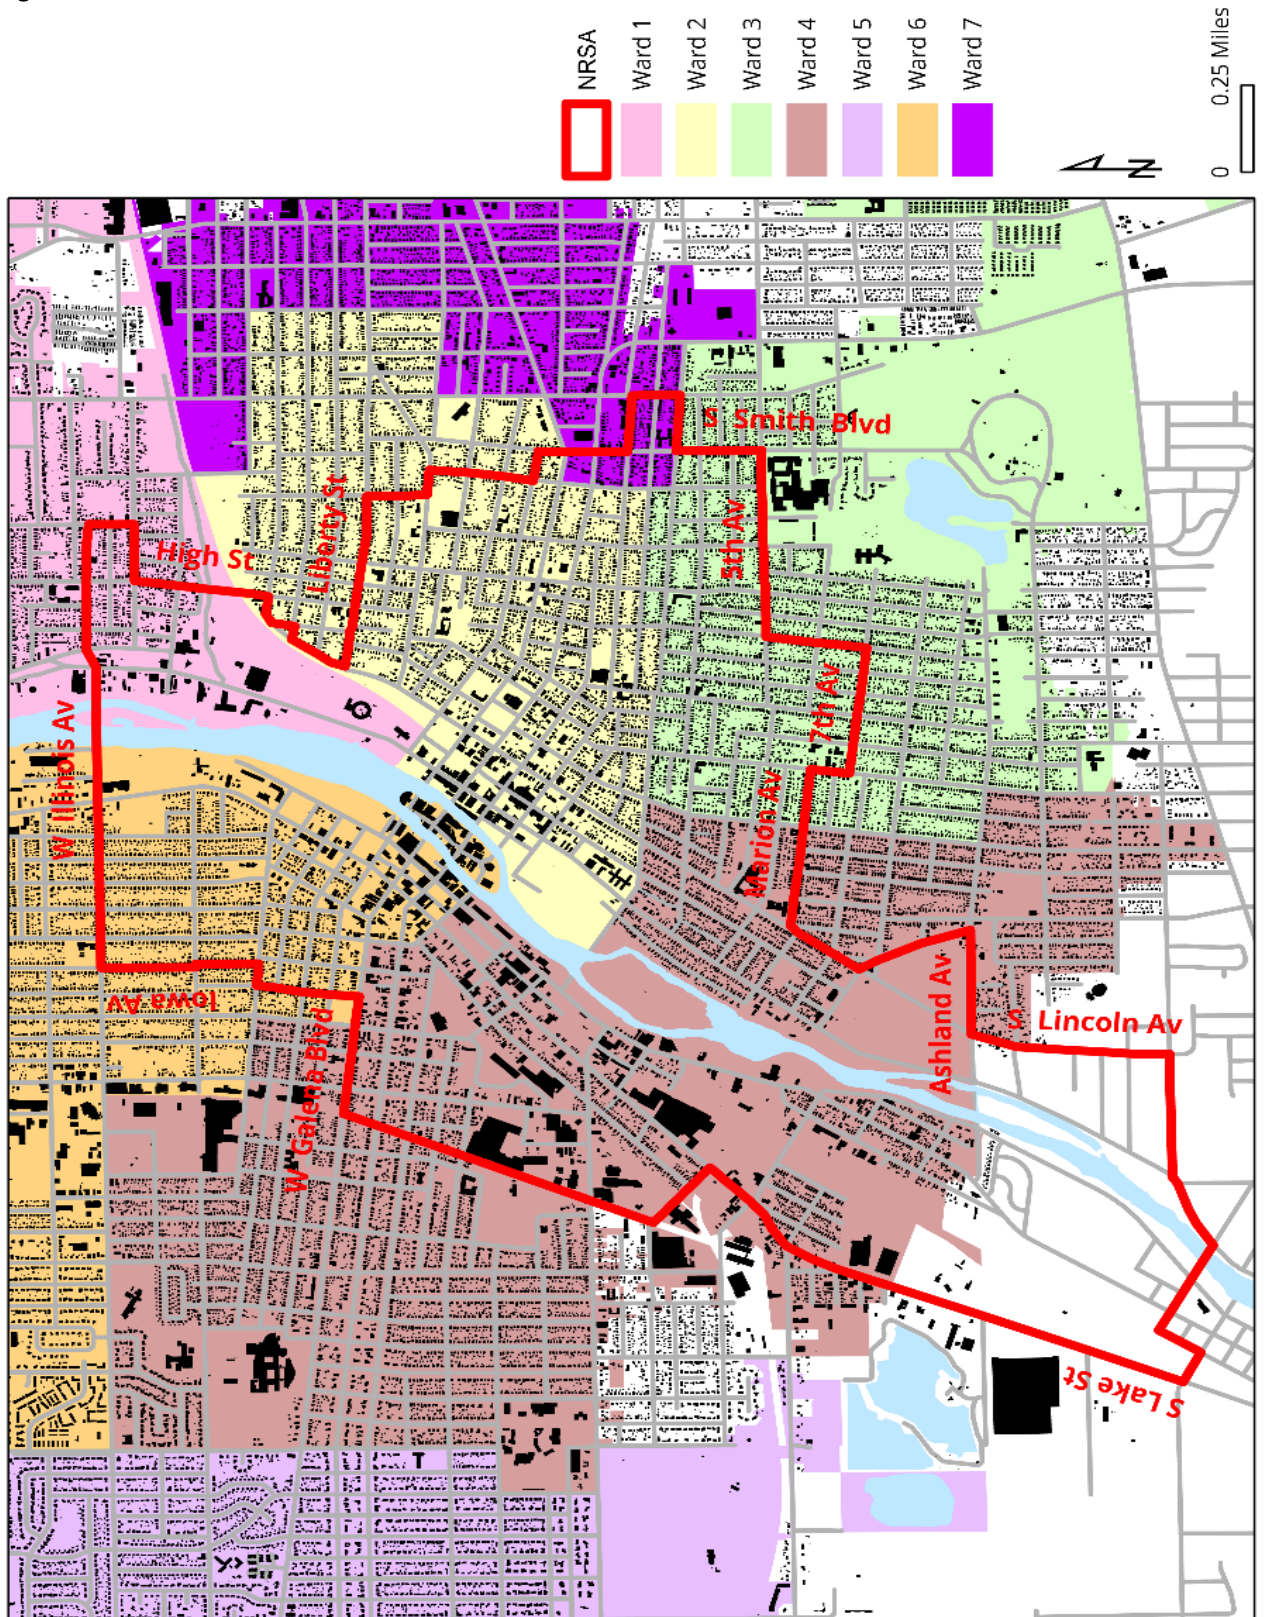 NRSA
Ward 1
Ward 2
Ward 3
Ward 4
Ward 5
Ward 6
Ward 7
N
0 0.25 Miles
W Illinois Av
High St
Liberty St
S Smith Blvd
5th Av
7th Av
Marion Av
Iowa Av
W Galena Blvd
Ashland Av
S Lincoln Av
S Lake St